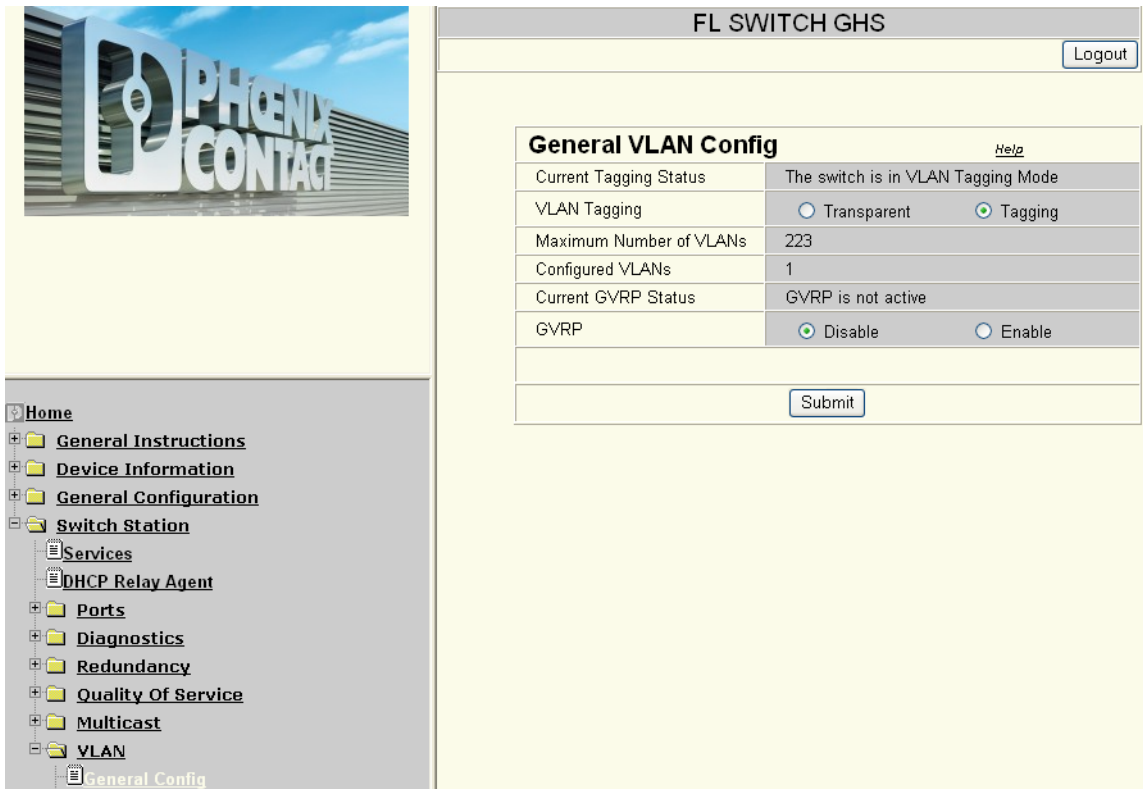 PHŒNIX
CONTACT
FL SWITCH GHS
Logout
General VLAN Config Help
Current Tagging Status The switch is in VLAN Tagging Mode
VLAN Tagging Transparent Tagging
Maximum Number of VLANs 223
Configured VLANs 1
Current GVRP Status GVRP is not active
GVRP Disable Enable
Submit
Home
General Instructions
Device Information
General Configuration
Switch Station
Services
DHCP Relay Agent
Ports
Diagnostics
Redundancy
Quality Of Service
Multicast
VLAN
General Config